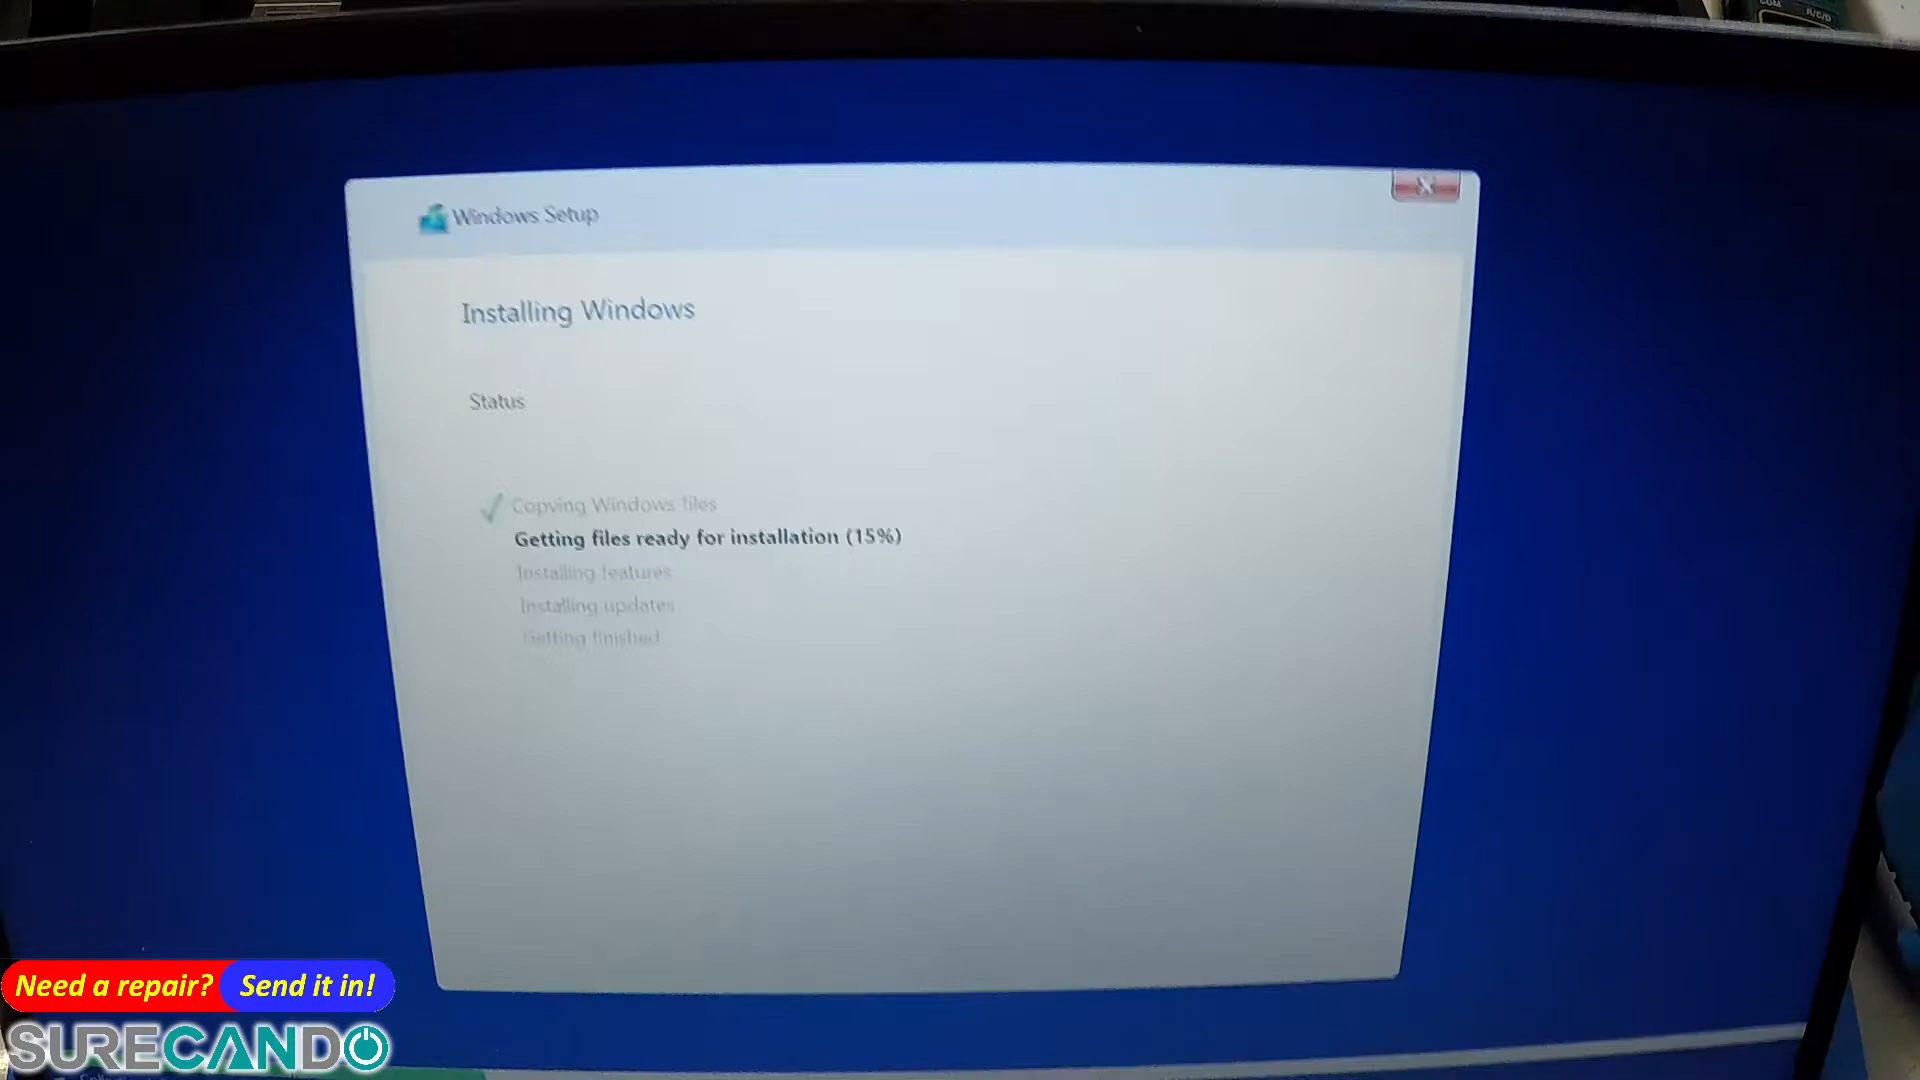 COM R/C/D
Windows Setup
Installing Windows
Status
Copying Windows files
Getting files ready for installation (15%)
Installing features
Installing updates
Getting finished
Need a repair? Send it in!
SURECANDO